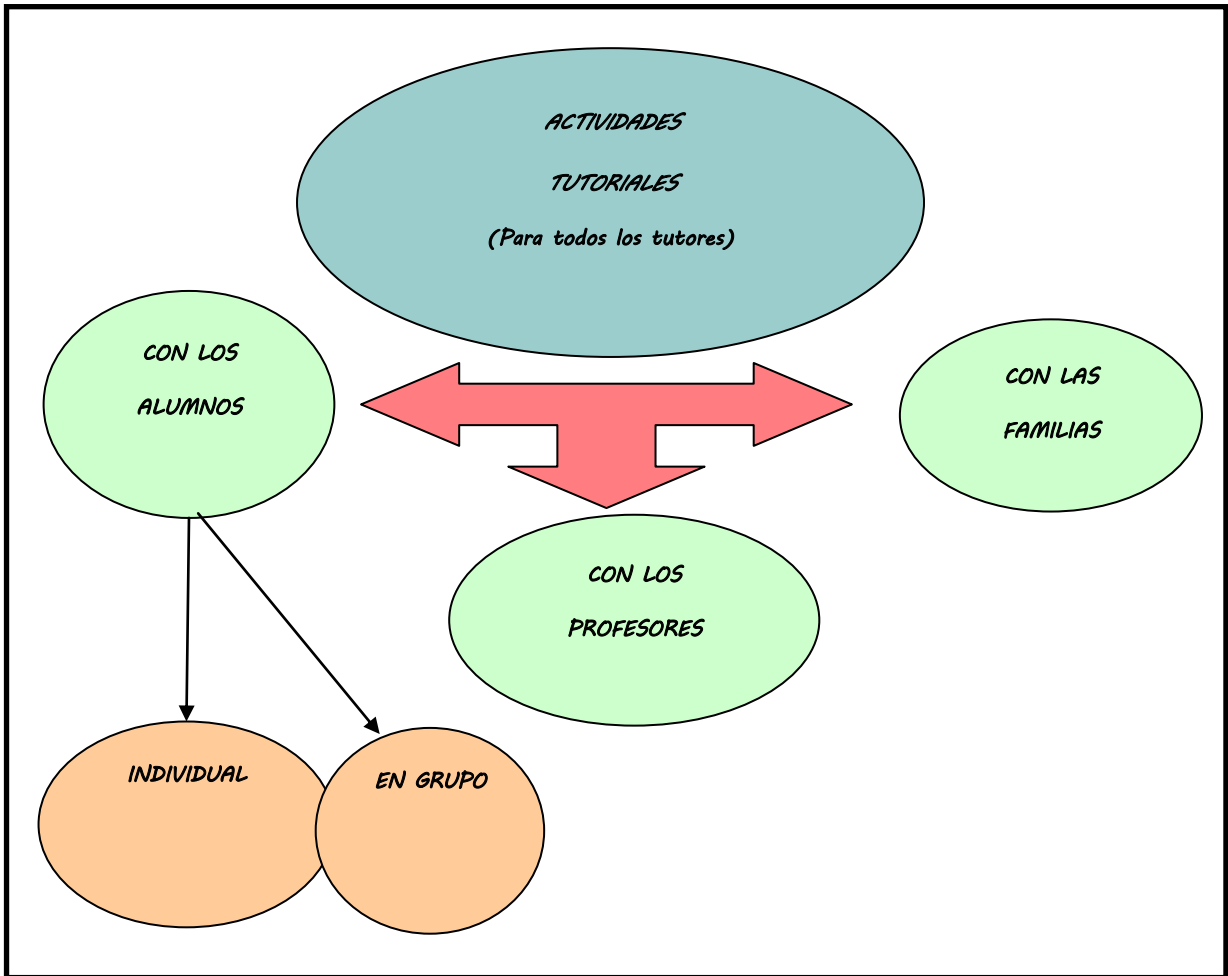 ACTIVIDADES
TUTORIALES
(Para todos los tutores)
CON LOS
ALUMNOS
CON LAS
FAMILIAS
CON LOS
PROFESORES
INDIVIDUAL
EN GRUPO